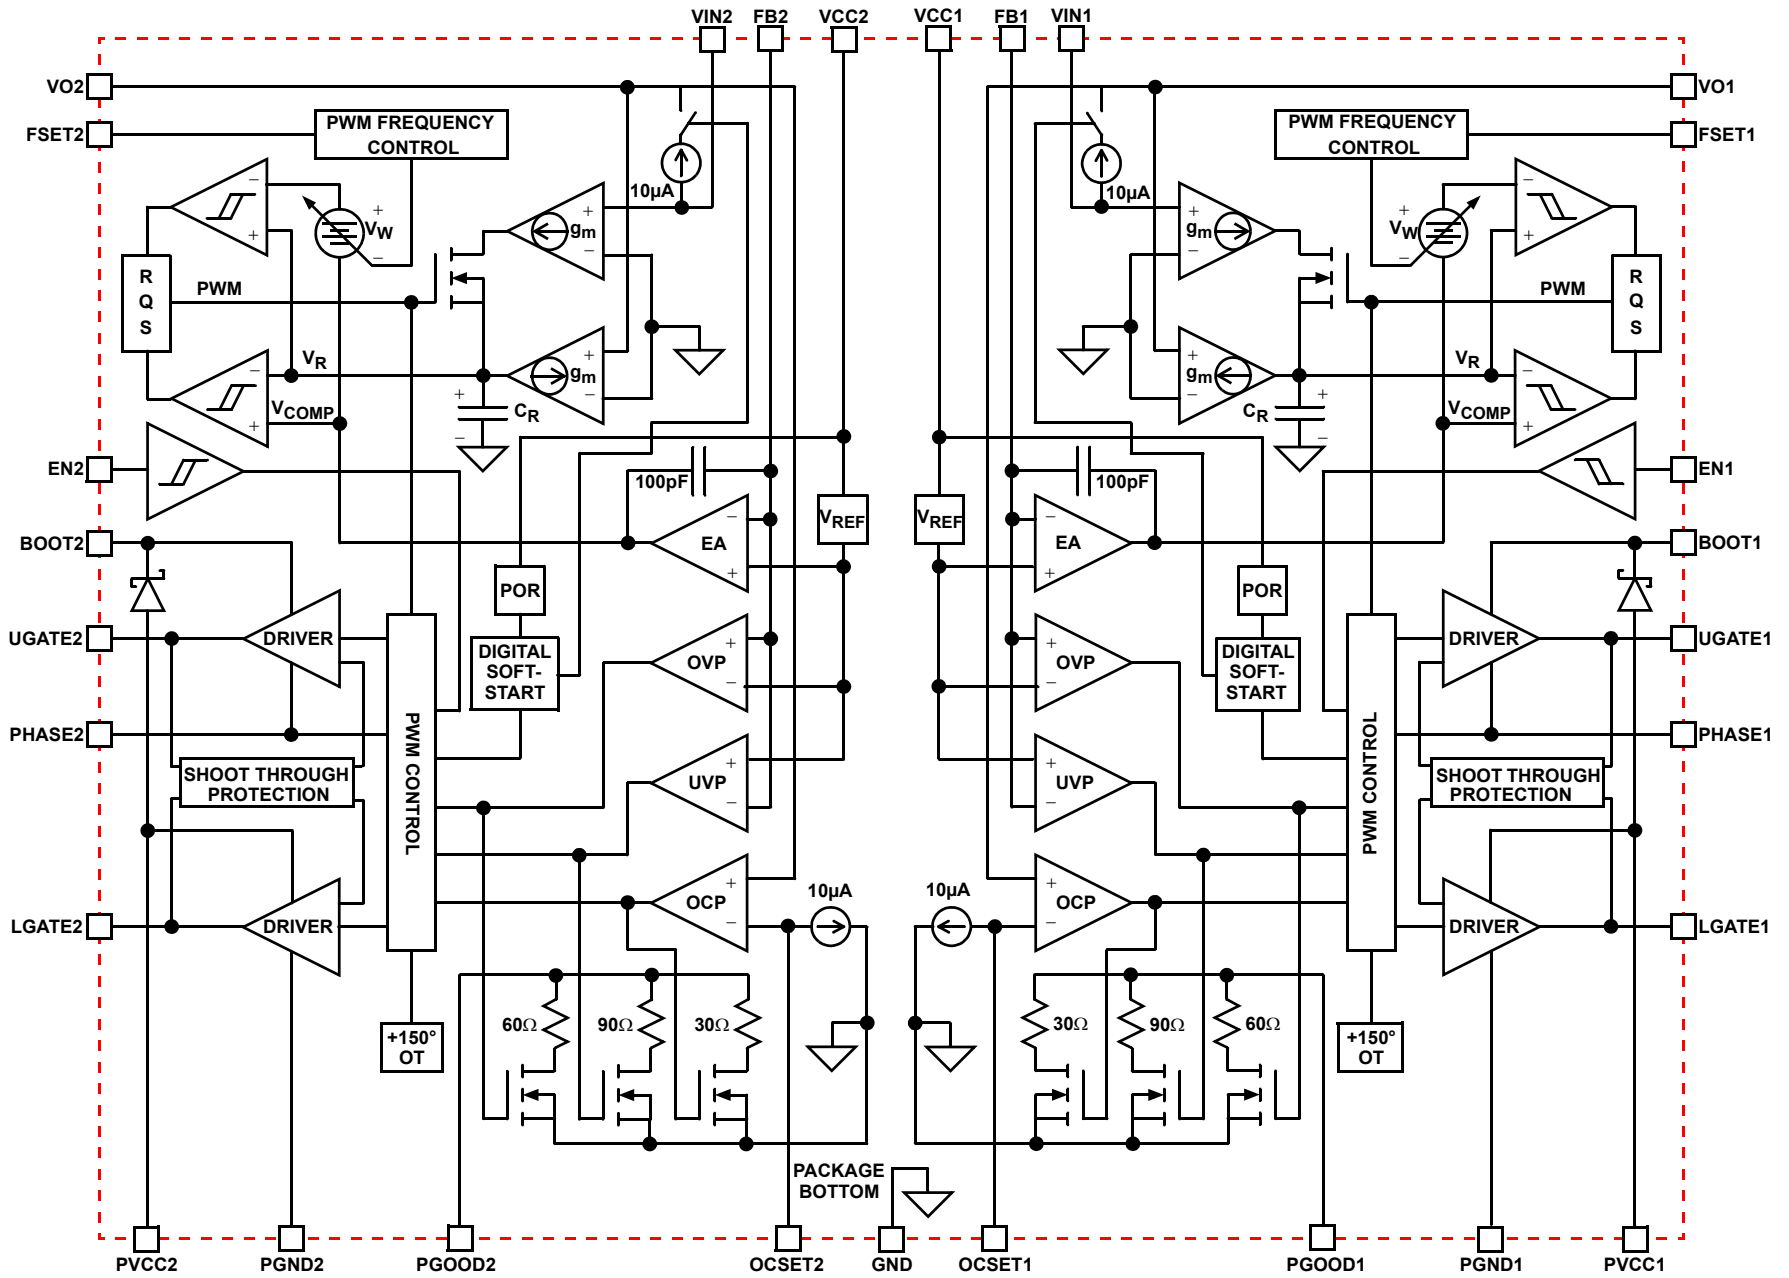 VIN2 FB2 VCC2 VCC1 FB1 VIN1
VO2
VO1
FSET2
PWM FREQUENCY
CONTROL
PWM FREQUENCY
CONTROL
FSET1
10µA
10µA
− + + −
VW
gm
+ −
+ −
gm
+ −
VW
− +
R
Q
S
PWM
PWM
R
Q
S
VR
− +
+ −
gm
+ −
gm
VR
− +
VCOMP
+ −
CR
CR
+ −
VCOMP
EN2
100pF
100pF
EN1
− +
EA
VREF
VREF
− +
EA
BOOT2
BOOT1
POR
POR
UGATE2
DRIVER
DIGITAL
SOFT-
START
+ −
OVP
+ −
OVP
DIGITAL
SOFT-
START
DRIVER
UGATE1
PHASE2
PWM CONTROL
PWM CONTROL
PHASE1
SHOOT THROUGH
PROTECTION
UVP
+ −
+ −
UVP
SHOOT THROUGH
PROTECTION
LGATE2
DRIVER
OCP
+ −
10µA
10µA
+ −
OCP
DRIVER
LGATE1
+150°
OT
60Ω
90Ω
30Ω
30Ω
90Ω
60Ω
+150°
OT
PACKAGE
BOTTOM
PVCC2 PGND2 PGOOD2 OCSET2 GND OCSET1 PGOOD1 PGND1 PVCC1